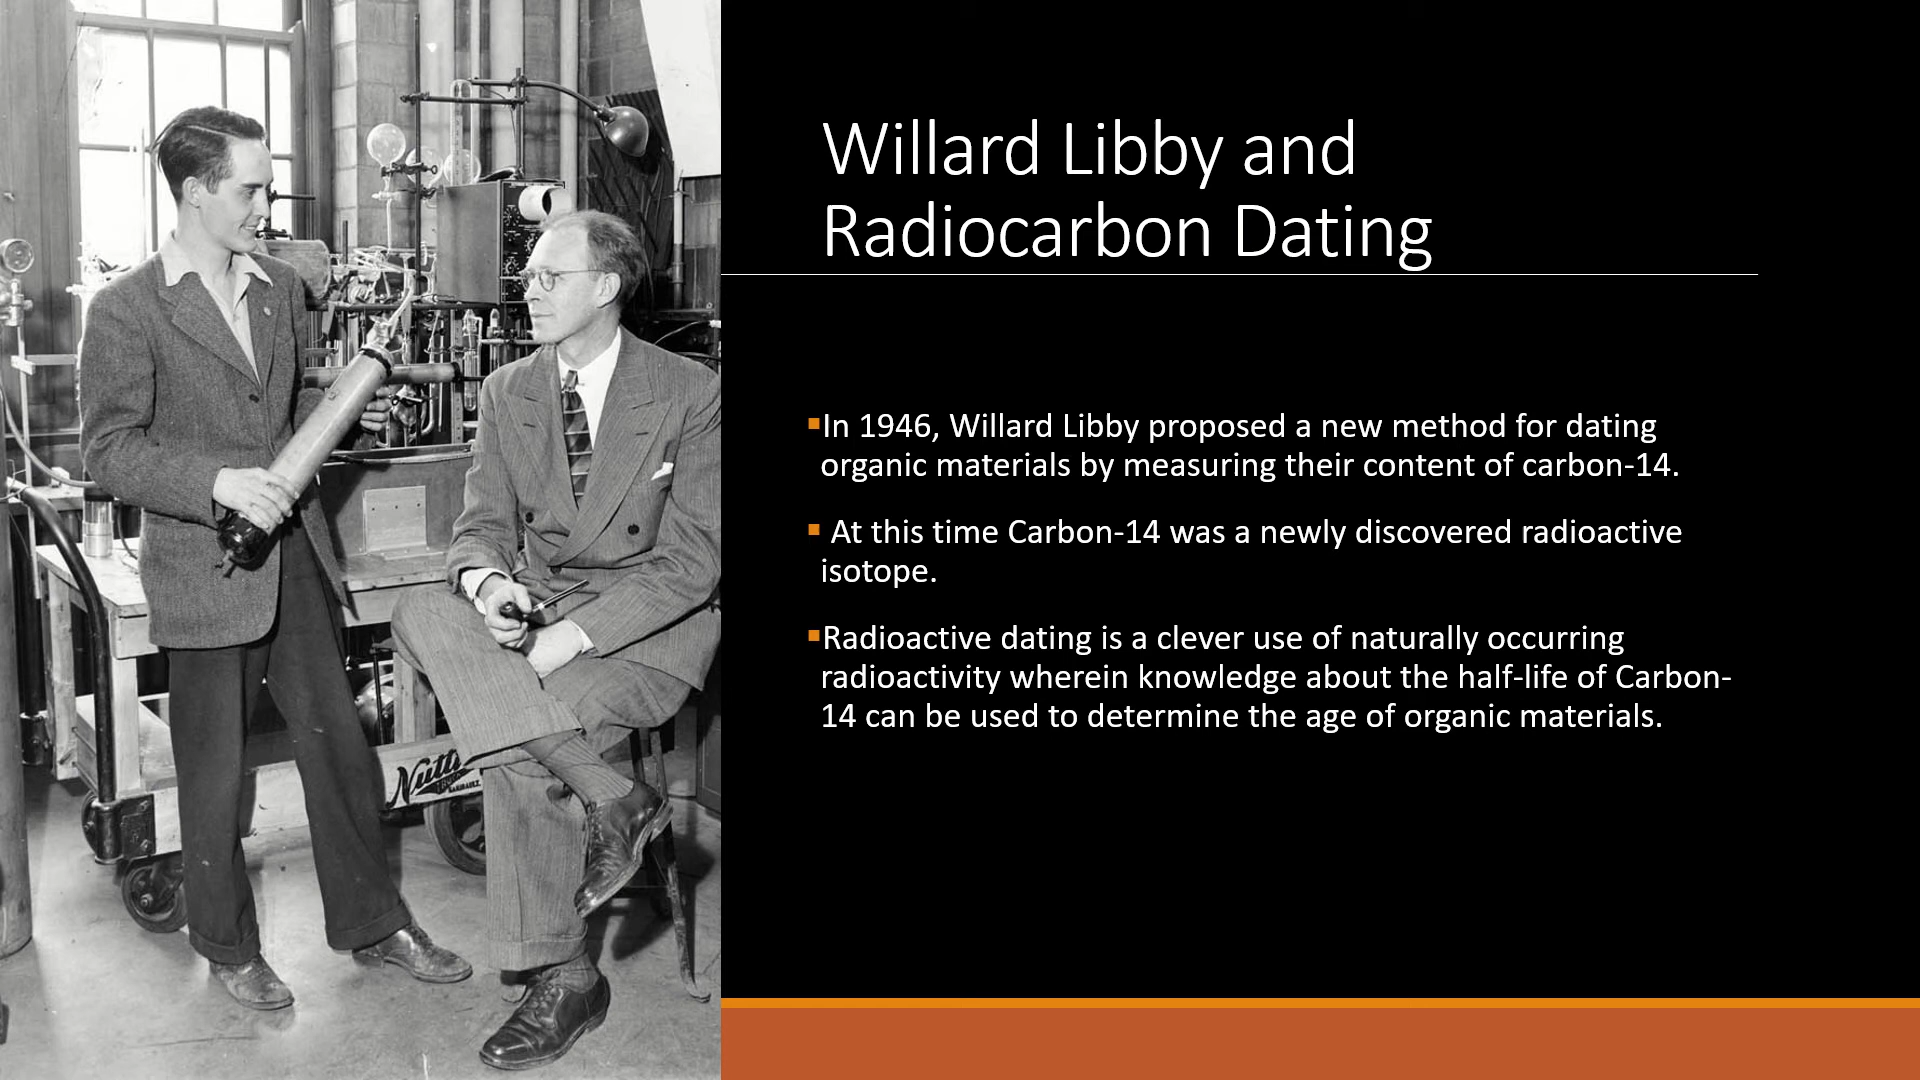 Willard Libby and
Radiocarbon Dating
In 1946, Willard Libby proposed a new method for dating
organic materials by measuring their content of carbon-14.
At this time Carbon-14 was a newly discovered radioactive
isotope.
Radioactive dating is a clever use of naturally occurring
radioactivity wherein knowledge about the half-life of Carbon-
14 can be used to determine the age of organic materials.